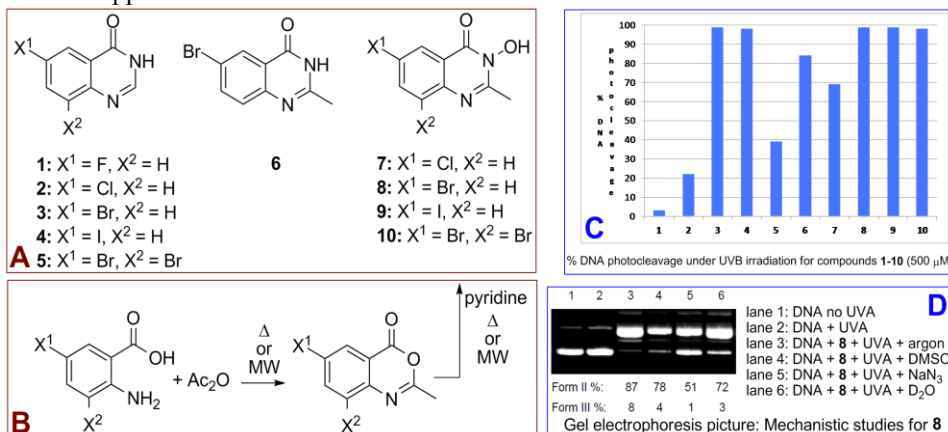 X¹ O NH N X²
Br O NH N
X¹ O N OH N X²
1: X¹ = F, X² = H
2: X¹ = Cl, X² = H
3: X¹ = Br, X² = H
4: X¹ = I, X² = H
5: X¹ = Br, X² = Br
6
7: X¹ = Cl, X² = H
8: X¹ = Br, X² = H
9: X¹ = I, X² = H
10: X¹ = Br, X² = Br
A
X¹ O OH NH₂ X²
+ Ac₂O
Δ
or
MW
X¹ O O N X²
pyridine
Δ
or
MW
B
% DNA photocleavage
100
90
80
70
60
50
40
30
20
10
0
1 2 3 4 5 6 7 8 9 10
C
% DNA photocleavage under UVB irradiation for compounds 1-10 (500 μM
1 2 3 4 5 6
D
lane 1: DNA no UVA
lane 2: DNA + UVA
lane 3: DNA + 8 + UVA + argon
lane 4: DNA + 8 + UVA + DMSO
lane 5: DNA + 8 + UVA + NaN₃
lane 6: DNA + 8 + UVA + D₂O
Form II %: 87 78 51 72
Form III %: 8 4 1 3
Gel electrophoresis picture: Mechanistic studies for 8